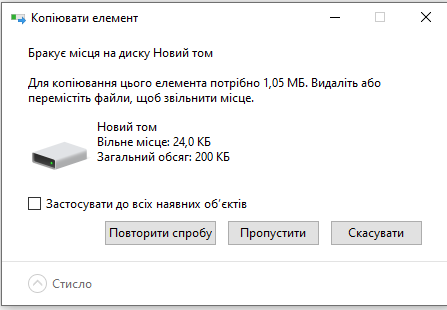 Копіювати елемент
Бракує місця на диску Новий том
Для копіювання цього елемента потрібно 1,05 МБ. Видаліть або
перемістіть файли, щоб звільнити місце.
Новий том
Вільне місце: 24,0 КБ
Загальний обсяг: 200 КБ
Застосувати до всіх наявних об’єктів
Повторити спробу
Пропустити
Скасувати
Стисло